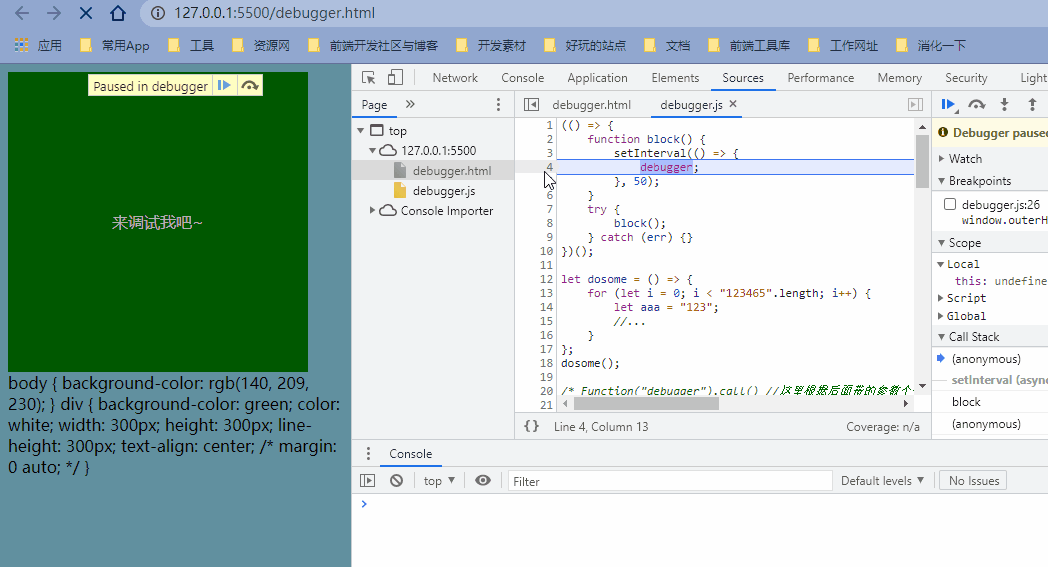 127.0.0.1:5500/debugger.html
应用 常用App 工具 资源网 前端开发社区与博客 开发素材 好玩的站点 文档 前端工具库 工作网址 消化一下
Paused in debugger
来调试我吧~
body { background-color: rgb(140, 209,
230); } div { background-color: green; color:
white; width: 300px; height: 300px; line-
height: 300px; text-align: center; /* margin:
0 auto; */ }
Network Console Application Elements Sources Performance Memory Security Light
Page »
top
127.0.0.1:5500
debugger.html
debugger.js
Console Importer
debugger.html debugger.js ×
1 (() => {
2 function block() {
3 setInterval(() => {
4 debugger;
}, 50);
6 }
7 try {
8 block();
9 } catch (err) {}
10 })();
11
12 let dosome = () => {
13 for (let i = 0; i < "123465".length; i++) {
14 let aaa = "123";
15 //...
16 }
17 };
18 dosome();
19
20 /* Function("debugger").call() //这里根据后面带的参数个
21
{ } Line 4, Column 13 Coverage: n/a
Debugger pause
Watch
Breakpoints
debugger.js:26
window.outerH
Scope
Local
this: undefine
Script
Global
Call Stack
(anonymous)
setInterval (async
block
(anonymous)
Console
top Filter Default levels No Issues